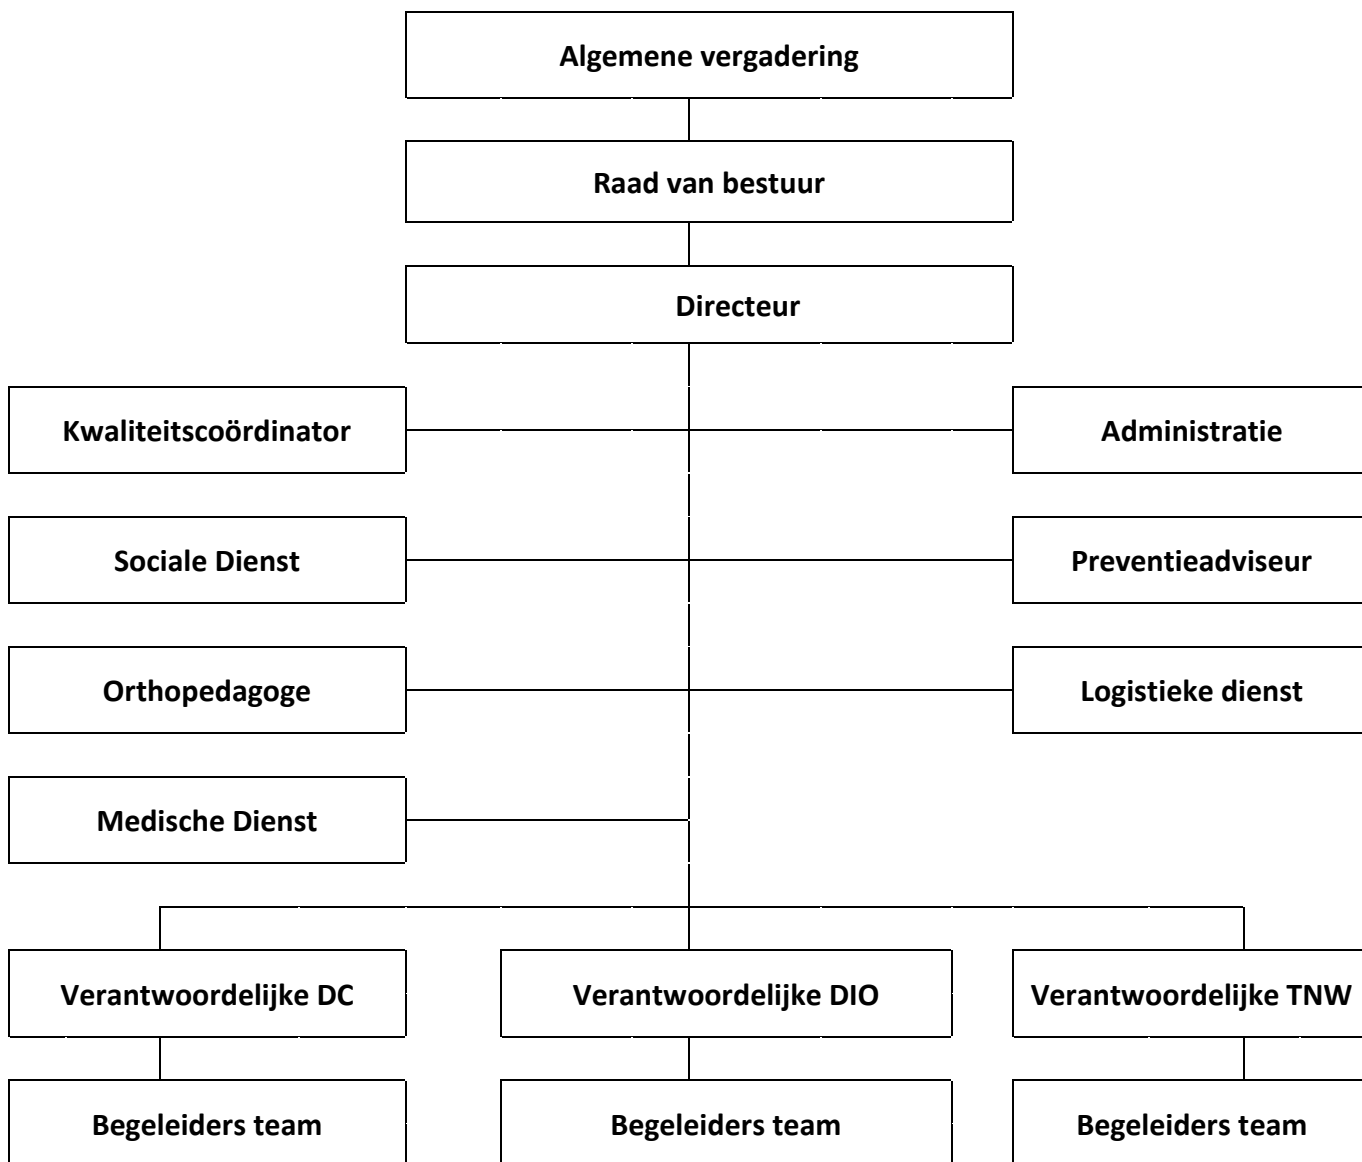 Algemene vergadering
Raad van bestuur
Directeur
Kwaliteitscoördinator
Administratie
Sociale Dienst
Preventieadviseur
Orthopedagoge
Logistieke dienst
Medische Dienst
Verantwoordelijke DC
Verantwoordelijke DIO
Verantwoordelijke TNW
Begeleiders team
Begeleiders team
Begeleiders team